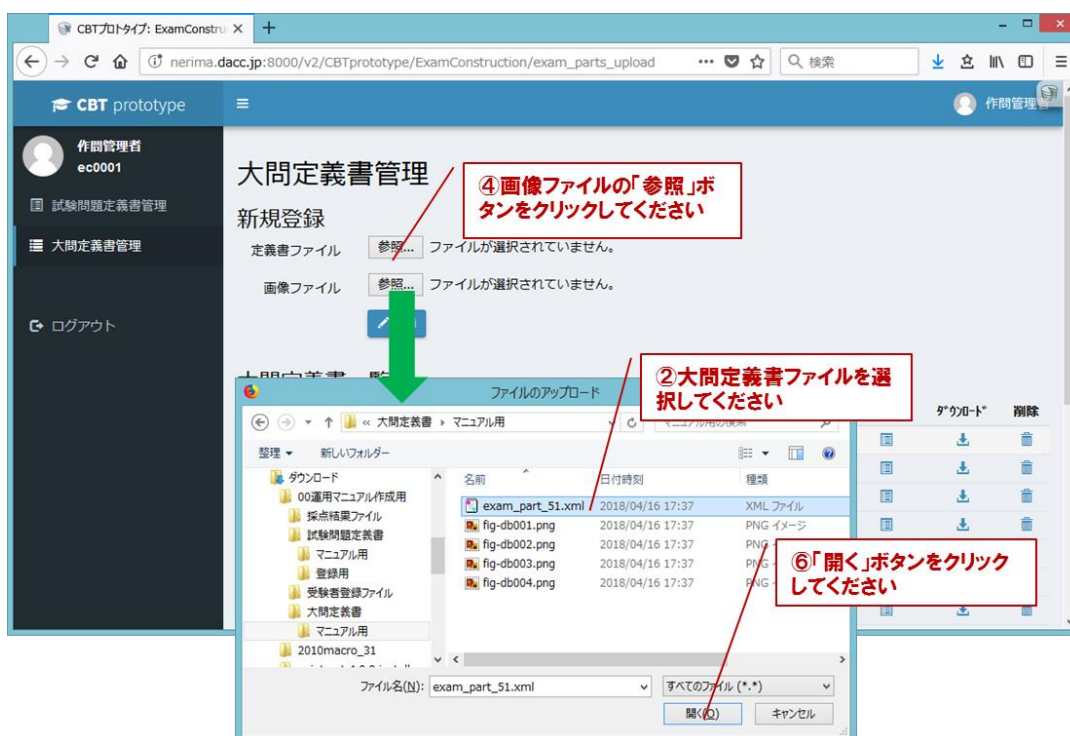 CBTプロトタイプ: ExamConstru
nerima.dacc.jp:8000/v2/CBTprototype/ExamConstruction/exam_parts_upload
検索
CBT prototype
作問管理者
作問管理者
ec0001
試験問題定義書管理
大問定義書管理
ログアウト
大問定義書管理
④画像ファイルの「参照」ボ
タンをクリックしてください
新規登録
定義書ファイル 参照... ファイルが選択されていません。
画像ファイル 参照... ファイルが選択されていません。
②大問定義書ファイルを選
択してください
ダウンロード 削除
ファイルのアップロード
« 大問定義書 マニュアル用
整理 新しいフォルダー
ダウンロード
00運用マニュアル作成用
採点結果ファイル
試験問題定義書
マニュアル用
登録用
受験者登録ファイル
大問定義書
マニュアル用
2010macro_31
名前 日付時刻 種類
exam_part_51.xml 2018/04/16 17:37 XML ファイル
fig-db001.png 2018/04/16 17:37 PNG イメージ
fig-db002.png 2018/04/16 17:37 PNG
fig-db003.png 2018/04/16 17:37 PNG
fig-db004.png 2018/04/16 17:37 PNG
⑥「開く」ボタンをクリック
してください
ファイル名(N): exam_part_51.xml すべてのファイル (*.*)
開く(O) キャンセル